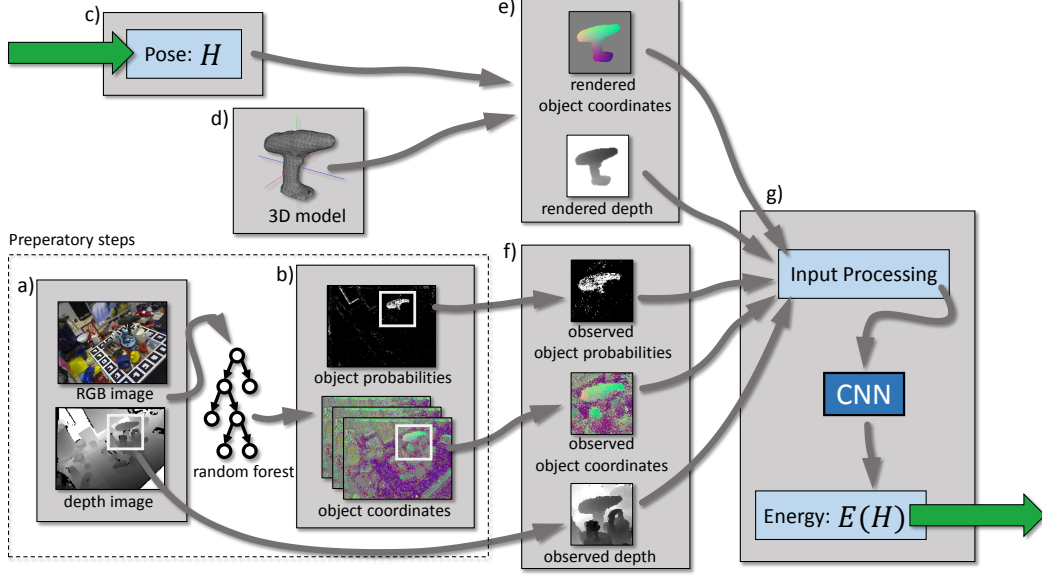 c)
Pose: H
d)
3D model
e)
rendered
object coordinates
rendered depth
Preperatory steps
a)
RGB image
depth image
random forest
b)
object probabilities
object coordinates
f)
observed
object probabilities
observed
object coordinates
observed depth
g)
Input Processing
CNN
Energy: E(H)